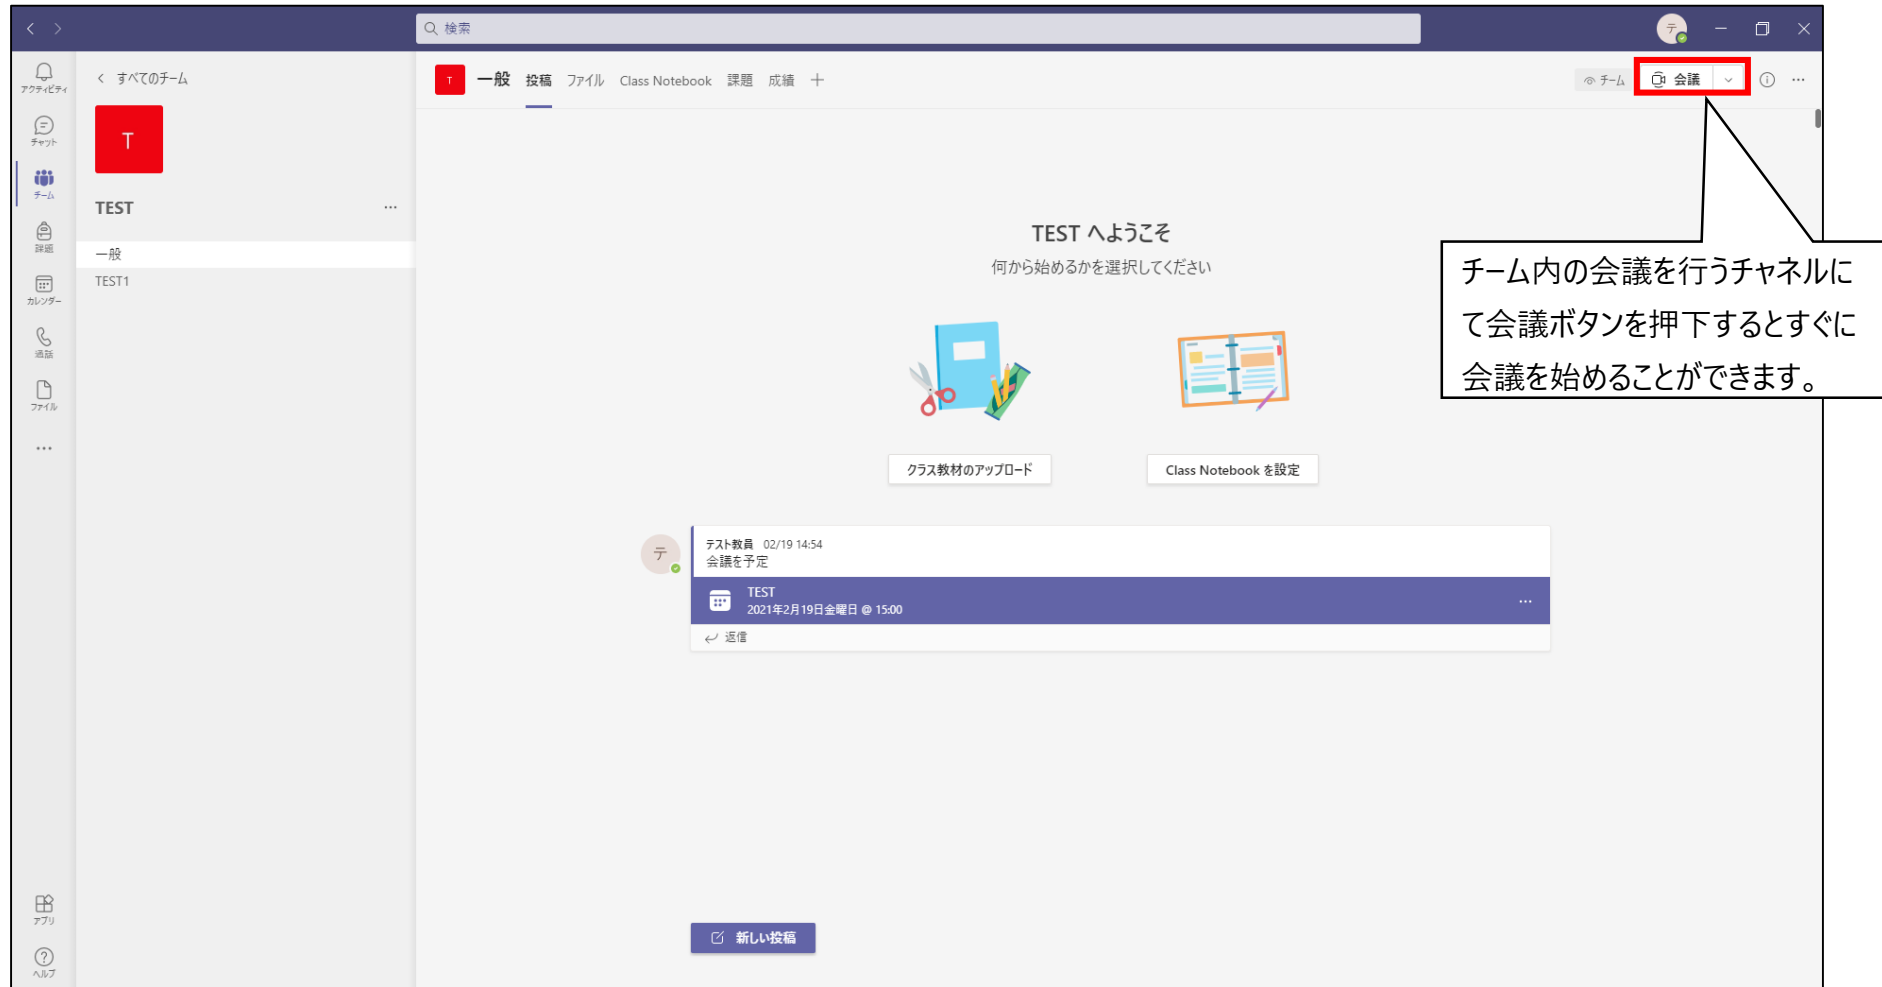 検索
テ
アクティビティ
チャット
チーム
課題
カレンダー
通話
ファイル
アプリ
ヘルプ
すべてのチーム
T
TEST
一般
TEST1
T 一般 投稿 ファイル Class Notebook 課題 成績
チーム 会議
TEST へようこそ
何から始めるかを選択してください
クラス教材のアップロード
Class Notebook を設定
テ
テスト教員 02/19 14:54
会議を予定
TEST
2021年2月19日金曜日 @ 15:00
返信
新しい投稿
チーム内の会議を行うチャネルに
て会議ボタンを押下するとすぐに
会議を始めることができます。